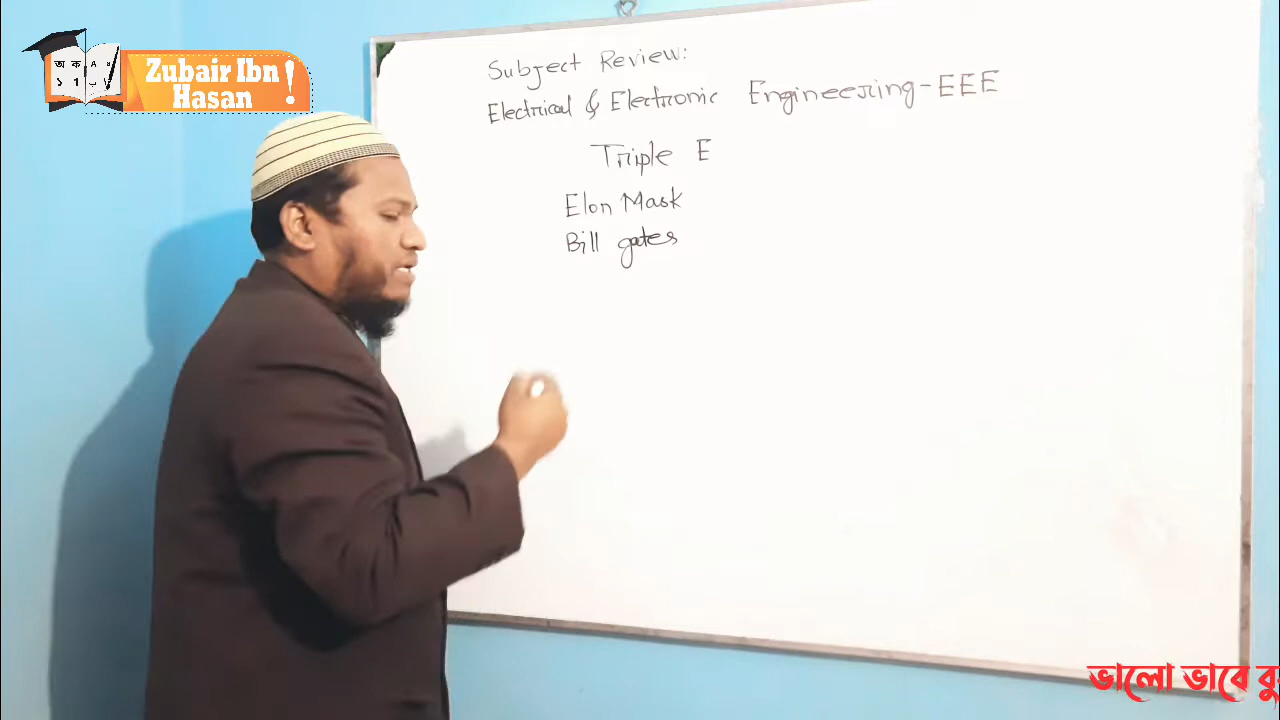 Zubair Ibn
Hasan!
Subject Review:
Electrical & Electronic Engineering-EEE
Triple E
Elon Mask
Bill gates
ভালো ভাবে